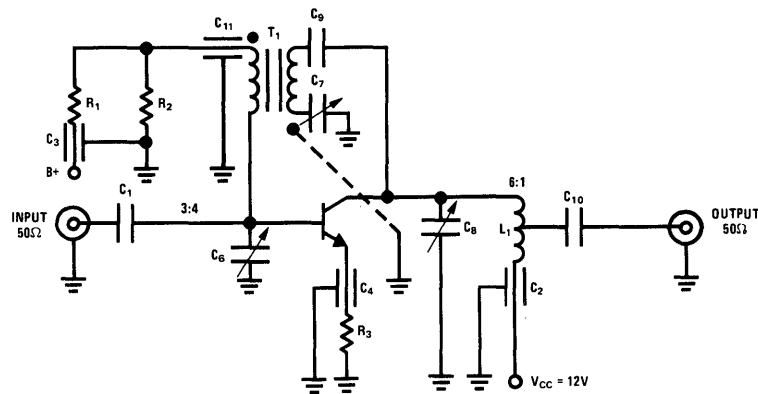 C11
T1
C9
C7
R1
R2
C3
B+
C1
3:4
INPUT
50Ω
C6
C4
R3
C8
6:1
L1
C10
OUTPUT
50Ω
C2
VCC = 12V